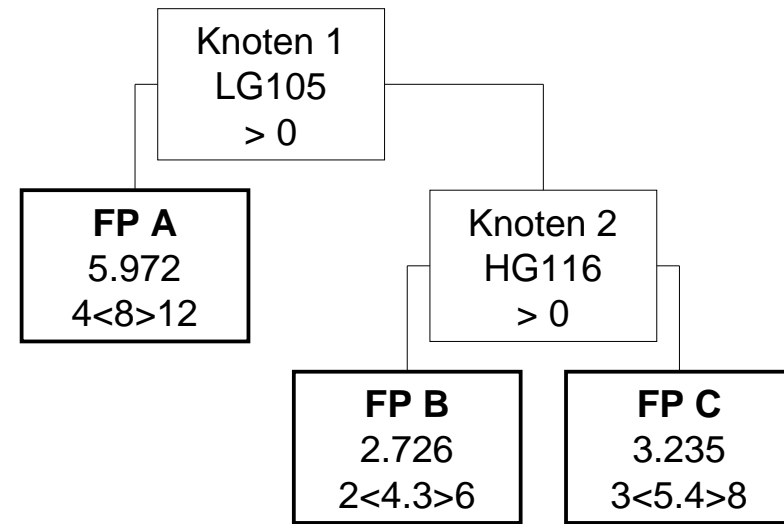 Knoten 1
LG105
> 0
FP A
5.972
4<8>12
Knoten 2
HG116
> 0
FP B
2.726
2<4.3>6
FP C
3.235
3<5.4>8